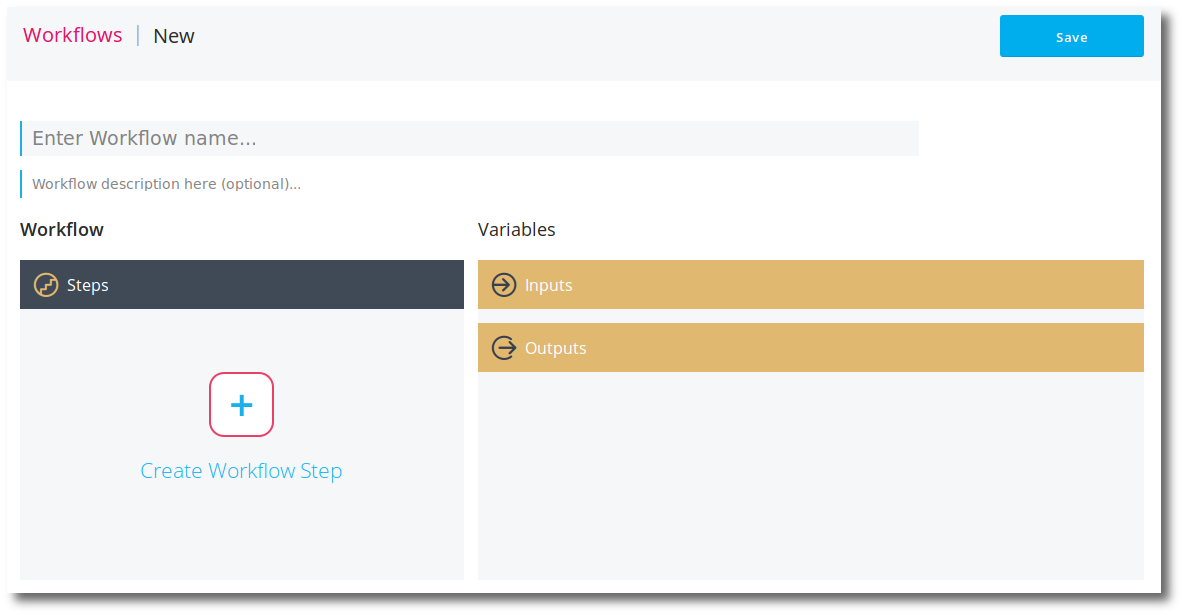 Workflows | New
Save
Enter Workflow name...
Workflow description here (optional)...
Workflow
Variables
Steps
Inputs
Outputs
Create Workflow Step